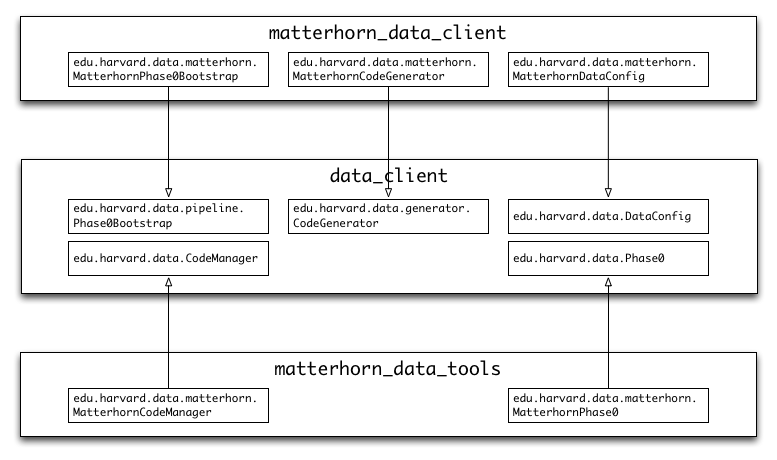 matterhorn_data_client
edu.harvard.data.matterhorn.
MatterhornPhase0Bootstrap
edu.harvard.data.matterhorn.
MatterhornCodeGenerator
edu.harvard.data.matterhorn.
MatterhornDataConfig
data_client
edu.harvard.data.pipeline.
Phase0Bootstrap
edu.harvard.data.generator.
CodeGenerator
edu.harvard.data.DataConfig
edu.harvard.data.CodeManager
edu.harvard.data.Phase0
matterhorn_data_tools
edu.harvard.data.matterhorn.
MatterhornCodeManager
edu.harvard.data.matterhorn.
MatterhornPhase0